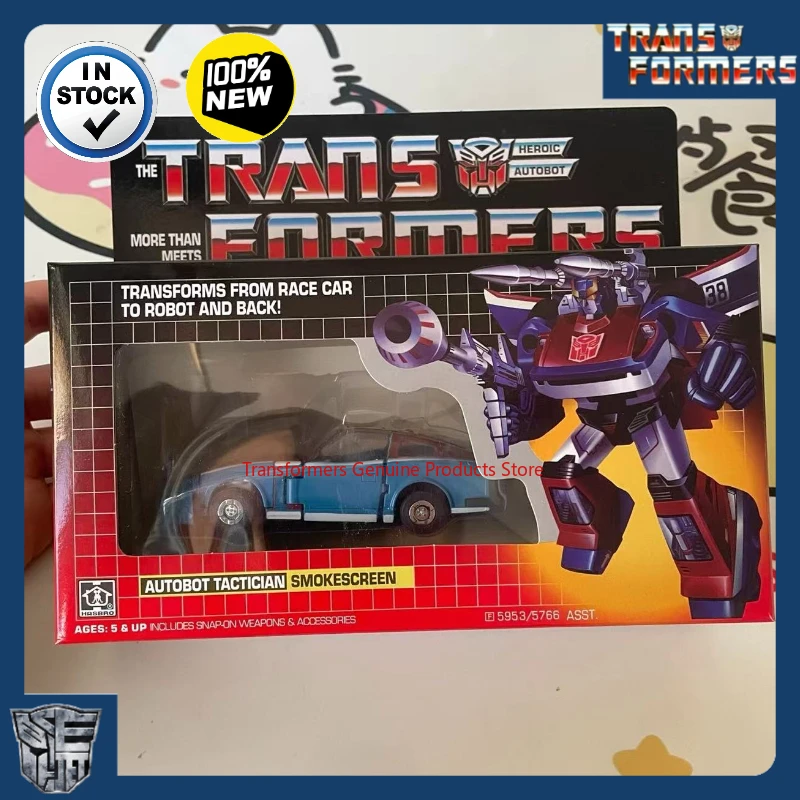 IN
STOCK
100%
NEW
TRANS
FORMERS
THE TRANS HEROIC
AUTOBOT
MORE THAN
MEETS
FORMERS
TRANSFORMS FROM RACE CAR
TO ROBOT AND BACK!
38
Transformers Genuine Products Store
AUTOBOT TACTICIAN SMOKESCREEN
HASBRO
®
AGES: 5 & UP INCLUDES SNAP-ON WEAPONS & ACCESSORIES
F 5953/5766 ASST.